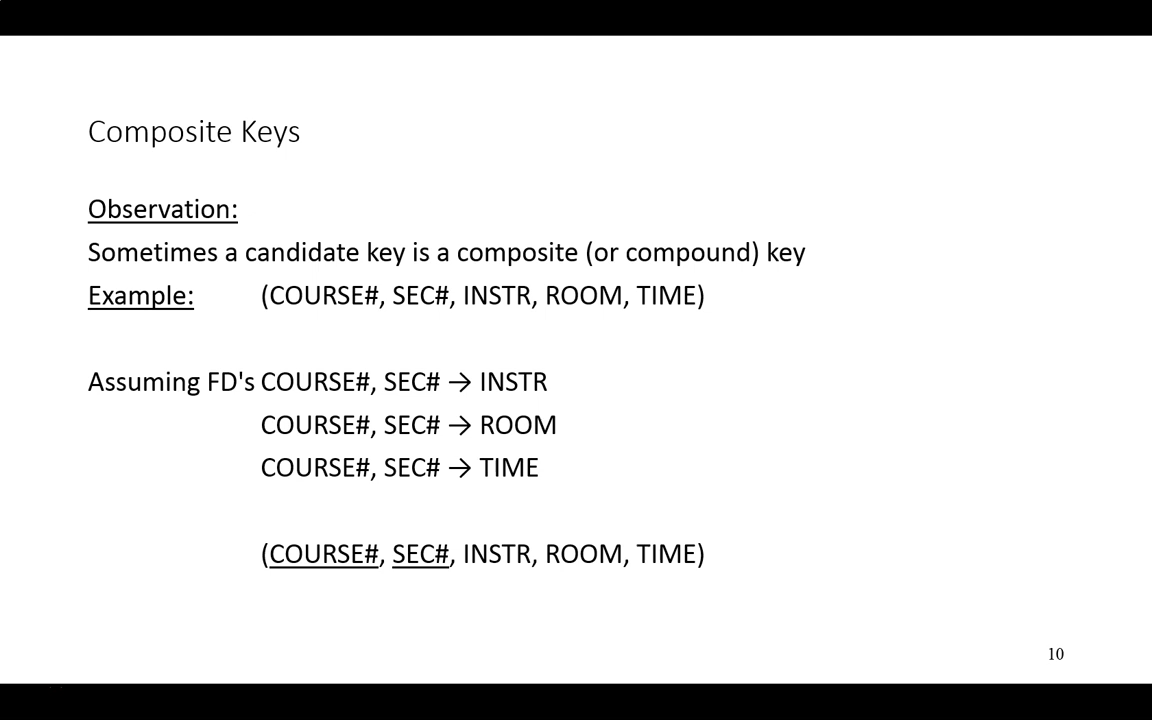 Composite Keys
Observation:
Sometimes a candidate key is a composite (or compound) key
Example: (COURSE#, SEC#, INSTR, ROOM, TIME)
Assuming FD's COURSE#, SEC# → INSTR
COURSE#, SEC# → ROOM
COURSE#, SEC# → TIME
(COURSE#, SEC#, INSTR, ROOM, TIME)
10